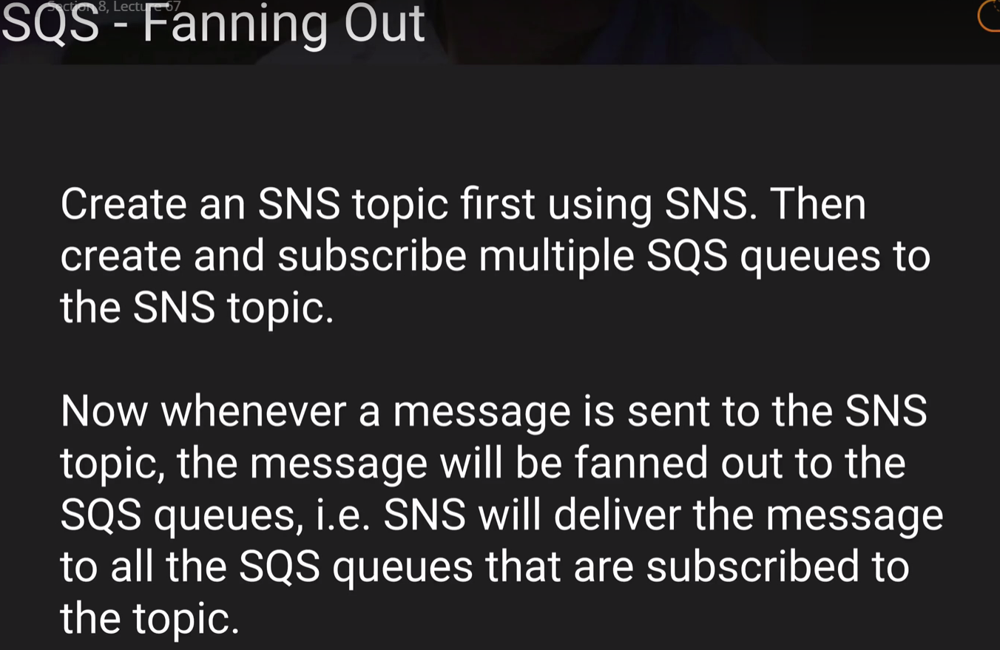 Section 8, Lecture 67
SQS - Fanning Out
Create an SNS topic first using SNS. Then
create and subscribe multiple SQS queues to
the SNS topic.
Now whenever a message is sent to the SNS
topic, the message will be fanned out to the
SQS queues, i.e. SNS will deliver the message
to all the SQS queues that are subscribed to
the topic.